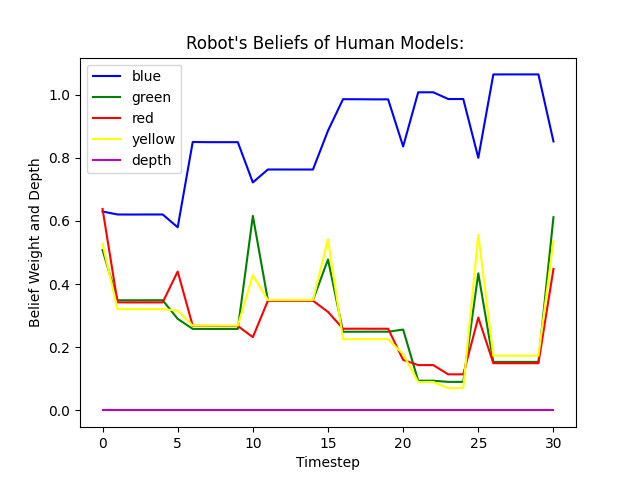 Robot's Beliefs of Human Models:
blue
green
red
yellow
depth
Belief Weight and Depth
1.0
0.8
0.6
0.4
0.2
0.0
0 5 10 15 20 25 30
Timestep